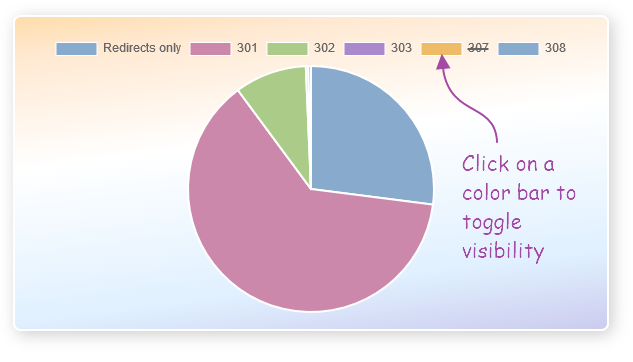 Redirects only 301 302 303 307 308
Click on a
color bar to
toggle
visibility